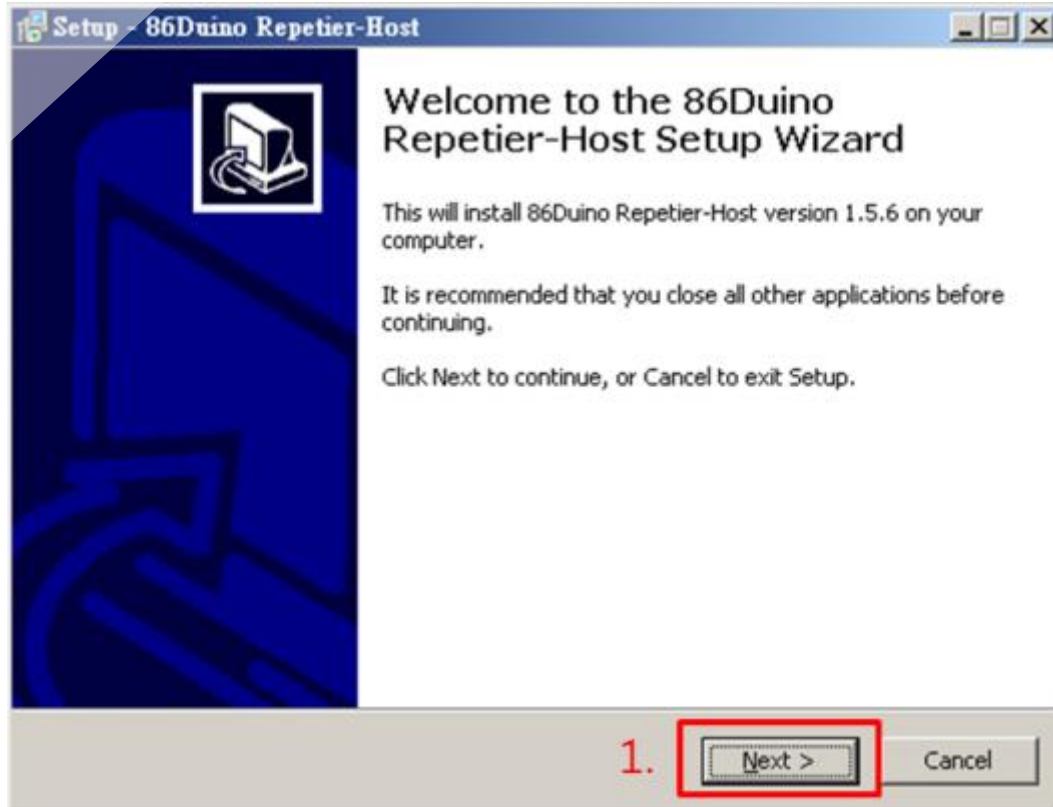 Setup - 86Duino Repetier-Host
Welcome to the 86Duino
Repetier-Host Setup Wizard
This will install 86Duino Repetier-Host version 1.5.6 on your
computer.
It is recommended that you close all other applications before
continuing.
Click Next to continue, or Cancel to exit Setup.
1.
Next >
Cancel